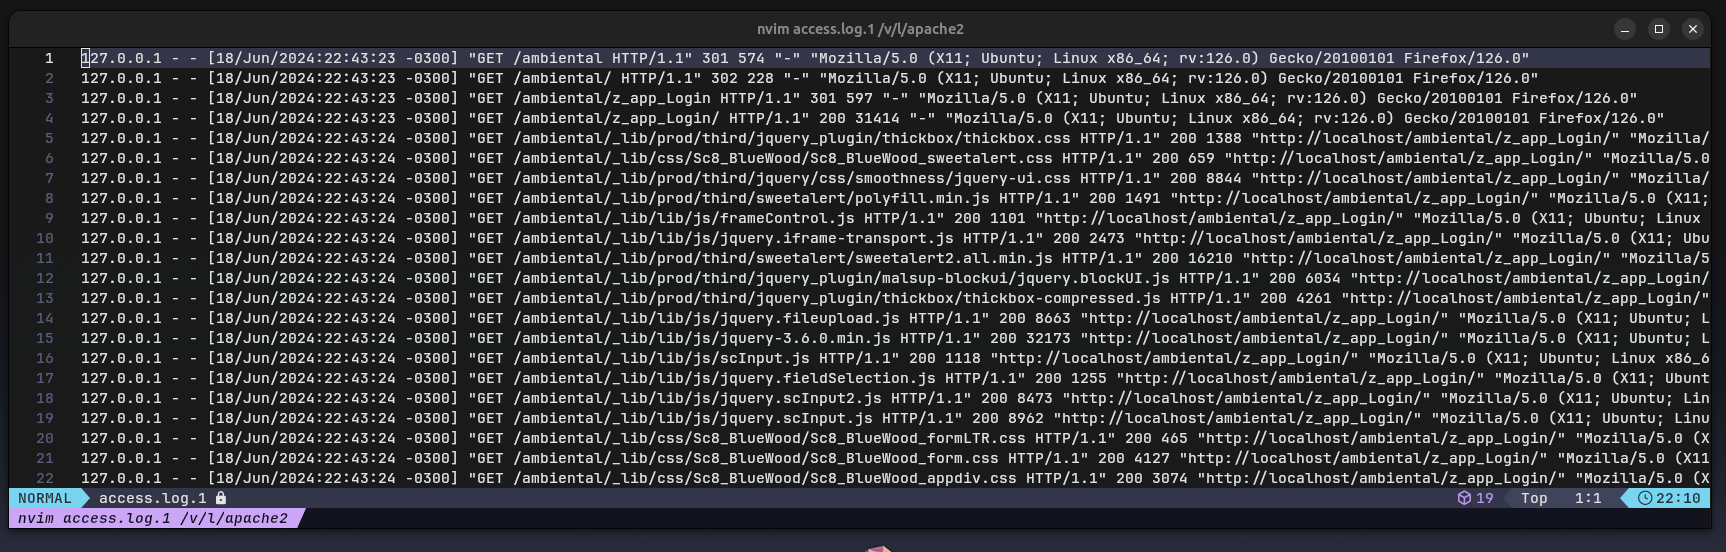 nvim access.log.1 /v/l/apache2
1 127.0.0.1 - - [18/Jun/2024:22:43:23 -0300] "GET /ambiental HTTP/1.1" 301 574 "-" "Mozilla/5.0 (X11; Ubuntu; Linux x86_64; rv:126.0) Gecko/20100101 Firefox/126.0"
2 127.0.0.1 - - [18/Jun/2024:22:43:23 -0300] "GET /ambiental/ HTTP/1.1" 302 228 "-" "Mozilla/5.0 (X11; Ubuntu; Linux x86_64; rv:126.0) Gecko/20100101 Firefox/126.0"
3 127.0.0.1 - - [18/Jun/2024:22:43:23 -0300] "GET /ambiental/z_app_Login HTTP/1.1" 301 597 "-" "Mozilla/5.0 (X11; Ubuntu; Linux x86_64; rv:126.0) Gecko/20100101 Firefox/126.0"
4 127.0.0.1 - - [18/Jun/2024:22:43:23 -0300] "GET /ambiental/z_app_Login/ HTTP/1.1" 200 31414 "-" "Mozilla/5.0 (X11; Ubuntu; Linux x86_64; rv:126.0) Gecko/20100101 Firefox/126.0"
5 127.0.0.1 - - [18/Jun/2024:22:43:24 -0300] "GET /ambiental/_lib/prod/third/jquery_plugin/thickbox/thickbox.css HTTP/1.1" 200 1388 "http://localhost/ambiental/z_app_Login/" "Mozilla/
6 127.0.0.1 - - [18/Jun/2024:22:43:24 -0300] "GET /ambiental/_lib/css/Sc8_BlueWood/Sc8_BlueWood_sweetalert.css HTTP/1.1" 200 659 "http://localhost/ambiental/z_app_Login/" "Mozilla/5.0
7 127.0.0.1 - - [18/Jun/2024:22:43:24 -0300] "GET /ambiental/_lib/prod/third/jquery/css/smoothness/jquery-ui.css HTTP/1.1" 200 8844 "http://localhost/ambiental/z_app_Login/" "Mozilla/
8 127.0.0.1 - - [18/Jun/2024:22:43:24 -0300] "GET /ambiental/_lib/prod/third/sweetalert/polyfill.min.js HTTP/1.1" 200 1491 "http://localhost/ambiental/z_app_Login/" "Mozilla/5.0 (X11;
9 127.0.0.1 - - [18/Jun/2024:22:43:24 -0300] "GET /ambiental/_lib/lib/js/frameControl.js HTTP/1.1" 200 1101 "http://localhost/ambiental/z_app_Login/" "Mozilla/5.0 (X11; Ubuntu; Linux
10 127.0.0.1 - - [18/Jun/2024:22:43:24 -0300] "GET /ambiental/_lib/lib/js/jquery.iframe-transport.js HTTP/1.1" 200 2473 "http://localhost/ambiental/z_app_Login/" "Mozilla/5.0 (X11; Ubu
11 127.0.0.1 - - [18/Jun/2024:22:43:24 -0300] "GET /ambiental/_lib/prod/third/sweetalert/sweetalert2.all.min.js HTTP/1.1" 200 16210 "http://localhost/ambiental/z_app_Login/" "Mozilla/5
12 127.0.0.1 - - [18/Jun/2024:22:43:24 -0300] "GET /ambiental/_lib/prod/third/jquery_plugin/malsup-blockui/jquery.blockUI.js HTTP/1.1" 200 6034 "http://localhost/ambiental/z_app_Login/
13 127.0.0.1 - - [18/Jun/2024:22:43:24 -0300] "GET /ambiental/_lib/prod/third/jquery_plugin/thickbox/thickbox-compressed.js HTTP/1.1" 200 4261 "http://localhost/ambiental/z_app_Login/"
14 127.0.0.1 - - [18/Jun/2024:22:43:24 -0300] "GET /ambiental/_lib/lib/js/jquery.fileupload.js HTTP/1.1" 200 8663 "http://localhost/ambiental/z_app_Login/" "Mozilla/5.0 (X11; Ubuntu; L
15 127.0.0.1 - - [18/Jun/2024:22:43:24 -0300] "GET /ambiental/_lib/lib/js/jquery-3.6.0.min.js HTTP/1.1" 200 32173 "http://localhost/ambiental/z_app_Login/" "Mozilla/5.0 (X11; Ubuntu; L
16 127.0.0.1 - - [18/Jun/2024:22:43:24 -0300] "GET /ambiental/_lib/lib/js/scInput.js HTTP/1.1" 200 1118 "http://localhost/ambiental/z_app_Login/" "Mozilla/5.0 (X11; Ubuntu; Linux x86_6
17 127.0.0.1 - - [18/Jun/2024:22:43:24 -0300] "GET /ambiental/_lib/lib/js/jquery.fieldSelection.js HTTP/1.1" 200 1255 "http://localhost/ambiental/z_app_Login/" "Mozilla/5.0 (X11; Ubunt
18 127.0.0.1 - - [18/Jun/2024:22:43:24 -0300] "GET /ambiental/_lib/lib/js/jquery.scInput2.js HTTP/1.1" 200 8473 "http://localhost/ambiental/z_app_Login/" "Mozilla/5.0 (X11; Ubuntu; Lin
19 127.0.0.1 - - [18/Jun/2024:22:43:24 -0300] "GET /ambiental/_lib/lib/js/jquery.scInput.js HTTP/1.1" 200 8962 "http://localhost/ambiental/z_app_Login/" "Mozilla/5.0 (X11; Ubuntu; Linu
20 127.0.0.1 - - [18/Jun/2024:22:43:24 -0300] "GET /ambiental/_lib/css/Sc8_BlueWood/Sc8_BlueWood_formLTR.css HTTP/1.1" 200 465 "http://localhost/ambiental/z_app_Login/" "Mozilla/5.0 (X
21 127.0.0.1 - - [18/Jun/2024:22:43:24 -0300] "GET /ambiental/_lib/css/Sc8_BlueWood/Sc8_BlueWood_form.css HTTP/1.1" 200 4127 "http://localhost/ambiental/z_app_Login/" "Mozilla/5.0 (X11
22 127.0.0.1 - - [18/Jun/2024:22:43:24 -0300] "GET /ambiental/_lib/css/Sc8_BlueWood/Sc8_BlueWood_appdiv.css HTTP/1.1" 200 3074 "http://localhost/ambiental/z_app_Login/" "Mozilla/5.0 (X
NORMAL access.log.1 19 Top 1:1 22:10
nvim access.log.1 /v/l/apache2